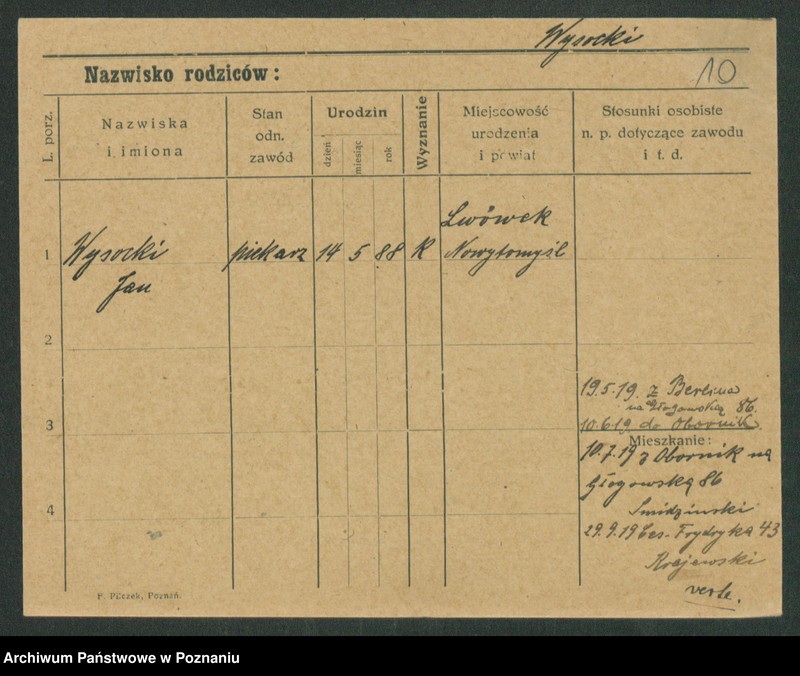 Wysocki
Nazwisko rodziców:
10
L. porz.
Nazwiska
i imiona
Stan
odn.
zawód
Urodzin
dzień
miesiąc
rok
Wyznanie
Miejscowość
urodzenia
i powiat
Stosunki osobiste
n. p. dotyczące zawodu
i t. d.
1
Wysocki
Jan
piekarz
14
5
88
K
Lwówek
Nowytomyśl
2
3
4
19.5.19. z Berlina
na Głogowską 86.
10.6.19 do Obornik
Mieszkanie:
10.7.19 z Obornik na
Głogowską 86
Smidzinski
29.9.19 Ces. Frydryka 43
Krajewski
verte.
F. Pilczek, Poznań.
Archiwum Państwowe w Poznaniu